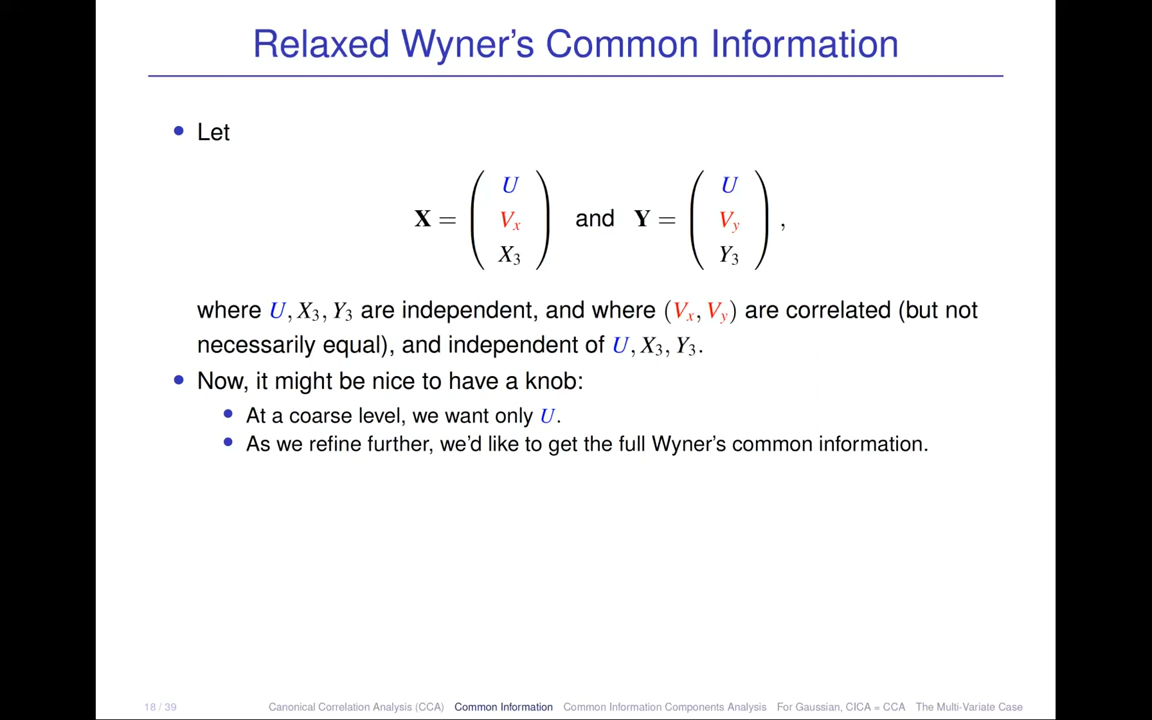 Relaxed Wyner's Common Information
• Let
X = ( U V_x X_3 ) and Y = ( U V_y Y_3 ) ,
where U, X_3, Y_3 are independent, and where (V_x, V_y) are correlated (but not
necessarily equal), and independent of U, X_3, Y_3.
• Now, it might be nice to have a knob:
• At a coarse level, we want only U.
• As we refine further, we'd like to get the full Wyner's common information.
18 / 39 Canonical Correlation Analysis (CCA) Common Information Common Information Components Analysis For Gaussian, CICA = CCA The Multi-Variate Case